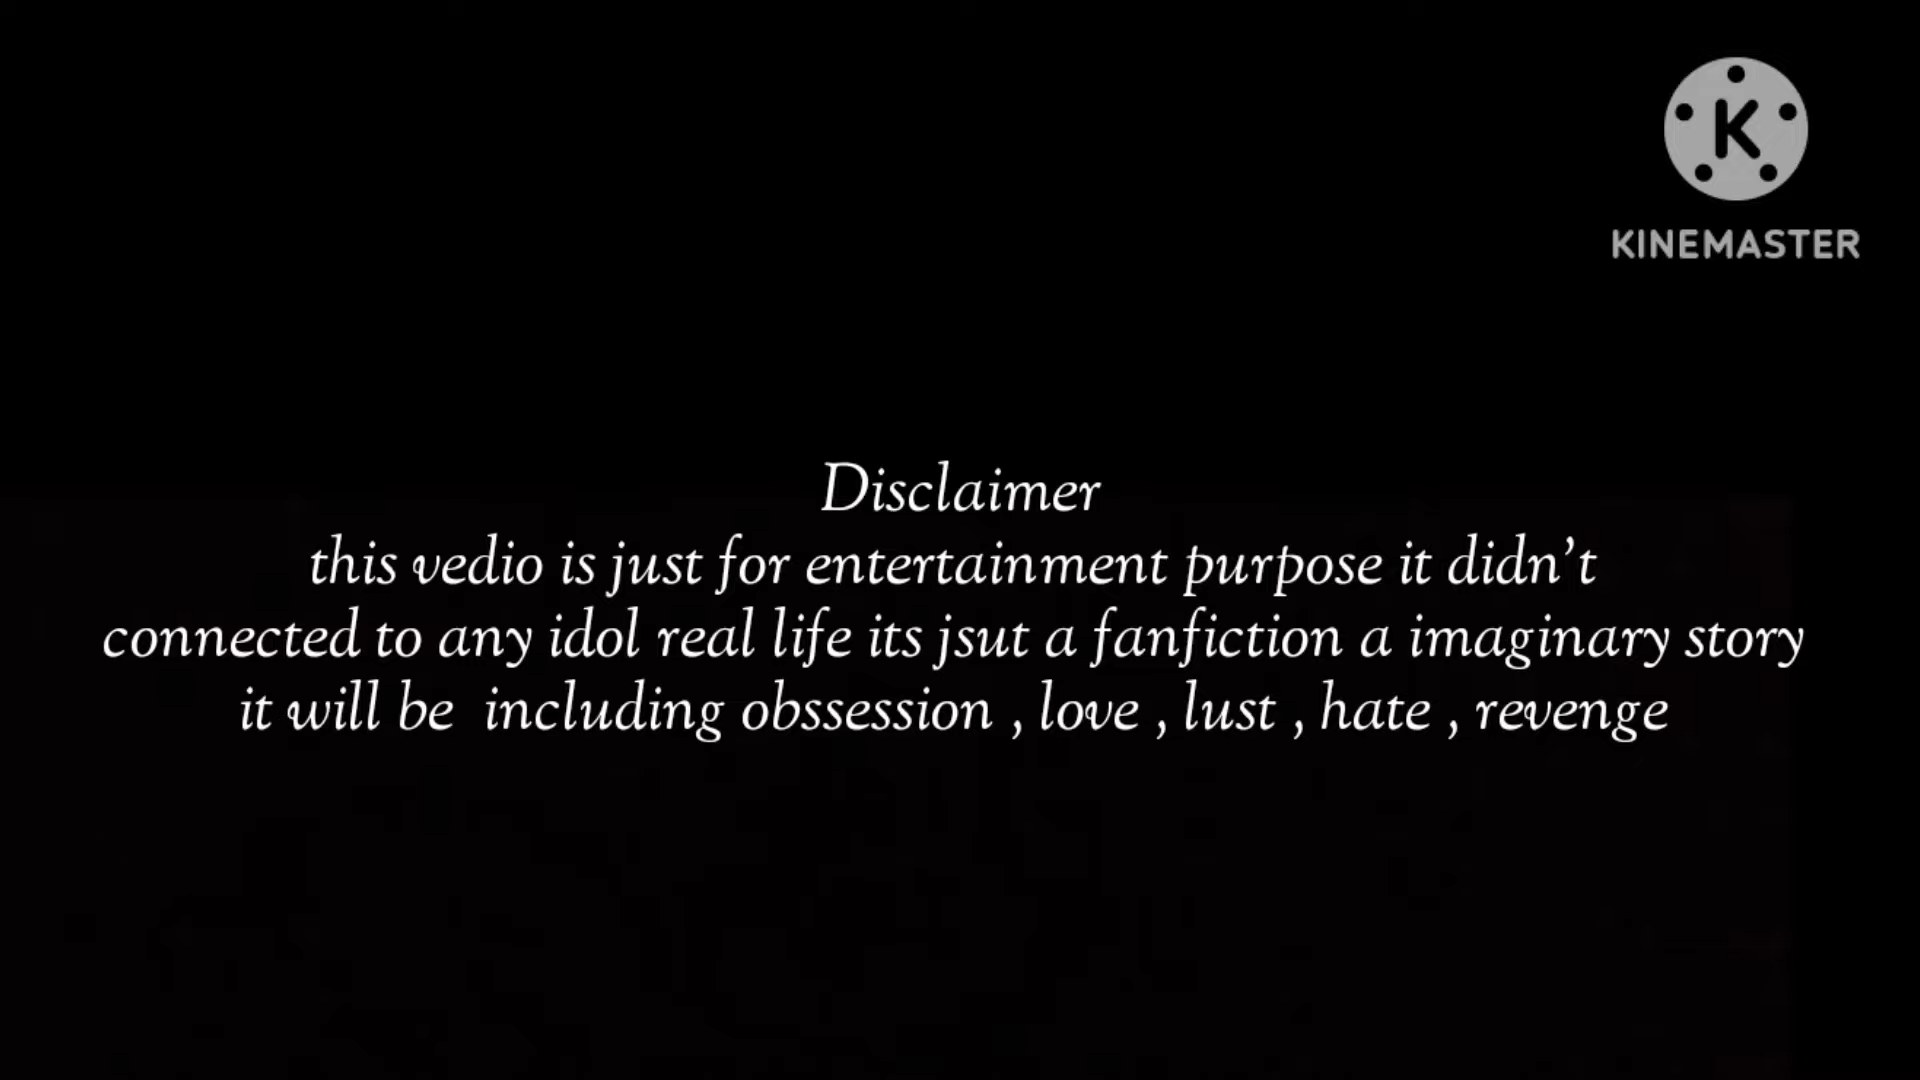 K
KINEMASTER
Disclaimer
this vedio is just for entertainment purpose it didn't
connected to any idol real life its jsut a fanfiction a imaginary story
it will be  including obssession , love , lust , hate , revenge